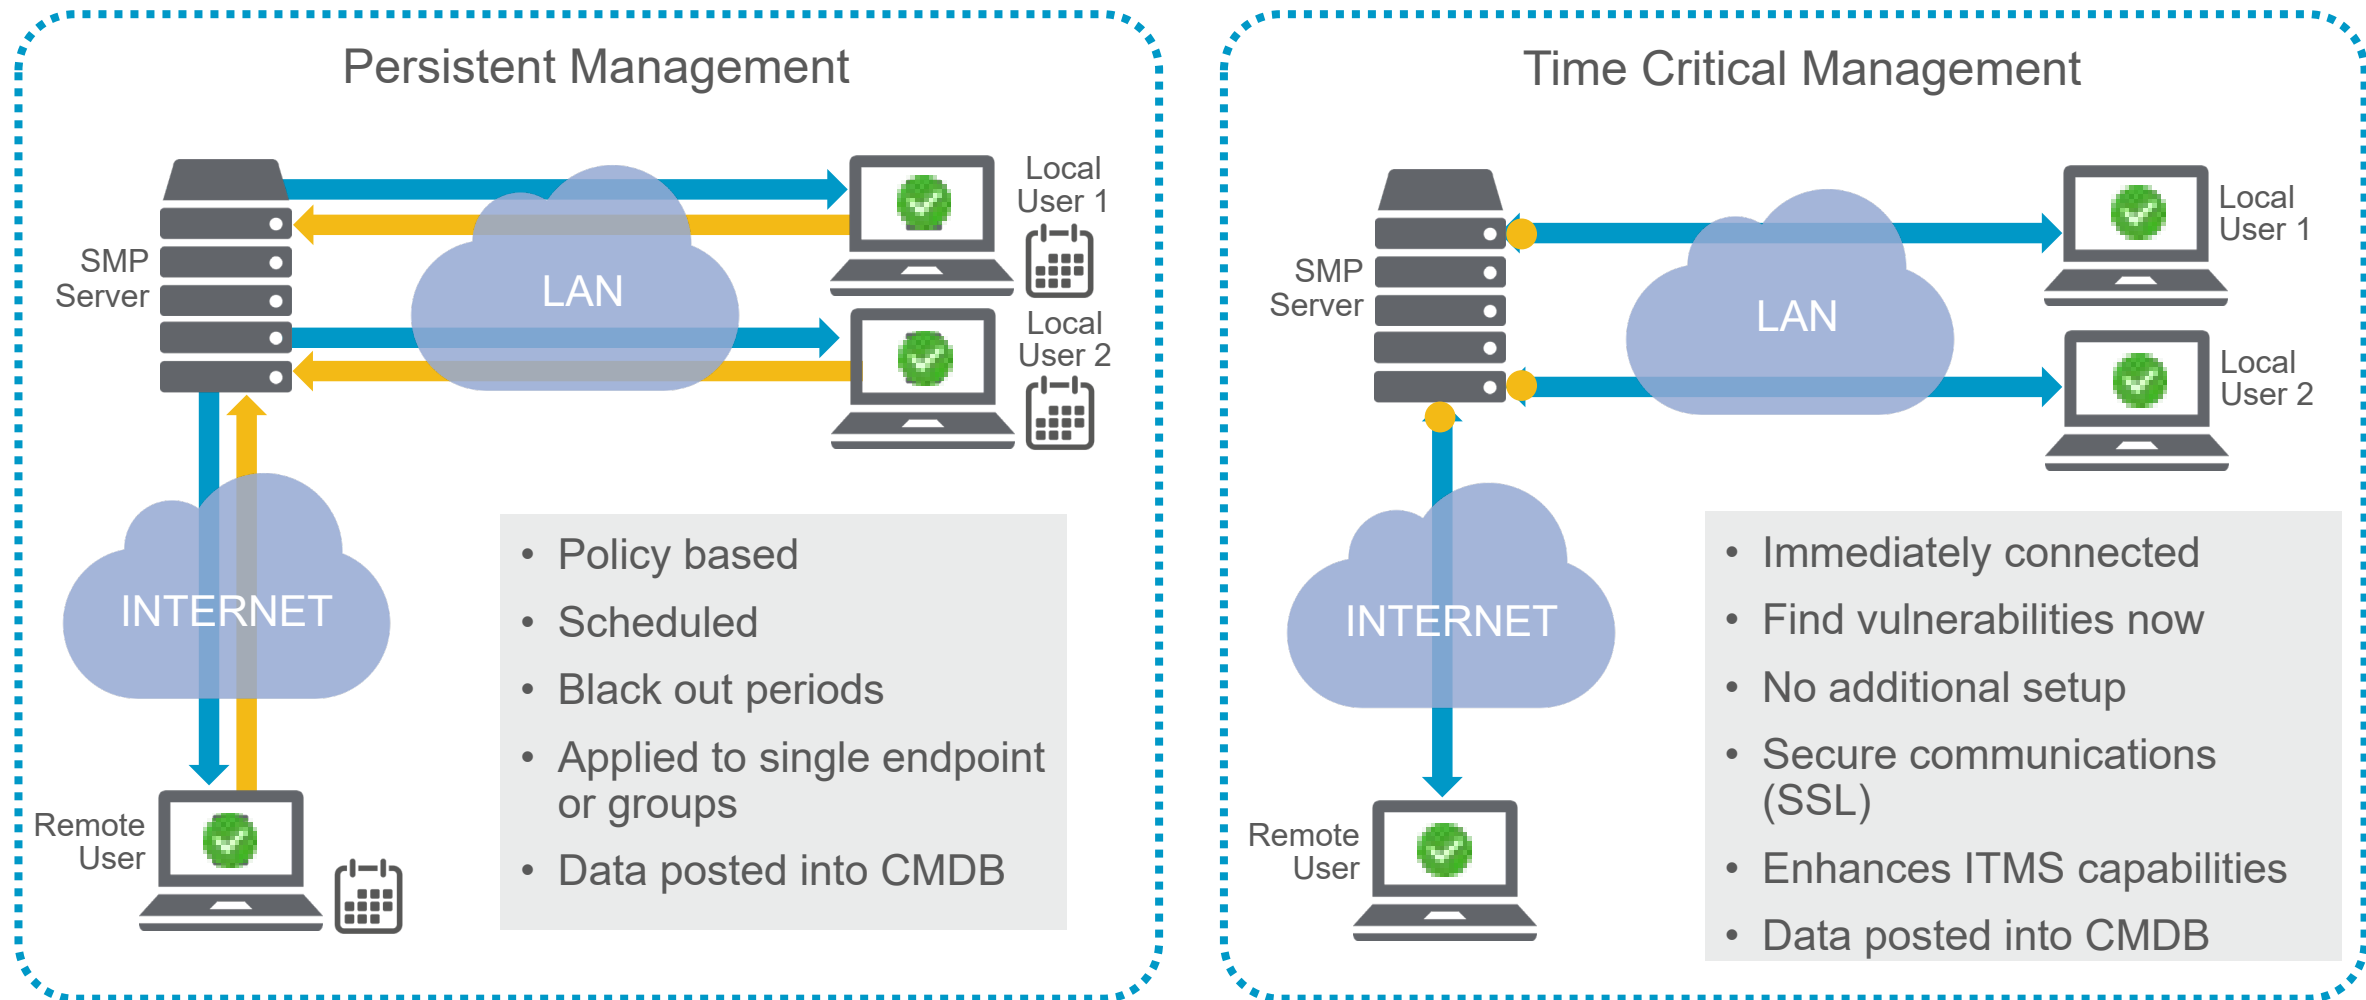 Persistent Management
Local
User 1
SMP
Server
LAN
Local
User 2
INTERNET
• Policy based
• Scheduled
• Black out periods
• Applied to single endpoint
or groups
• Data posted into CMDB
Remote
User
Time Critical Management
Local
User 1
SMP
Server
LAN
Local
User 2
INTERNET
• Immediately connected
• Find vulnerabilities now
• No additional setup
• Secure communications
(SSL)
• Enhances ITMS capabilities
• Data posted into CMDB
Remote
User